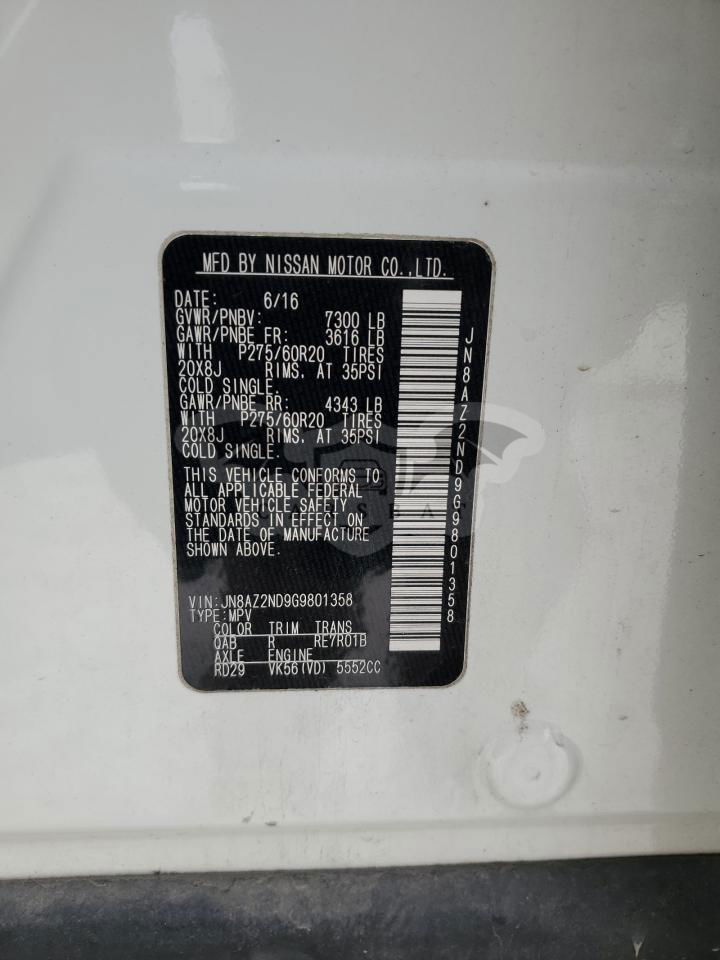 MFD BY NISSAN MOTOR CO.,LTD.
DATE: 6/16
GVWR/PNBV: 7300 LB
GAWR/PNBE FR: 3616 LB
WITH P275/60R20 TIRES
20X8J RIMS. AT 35PSI
COLD SINGLE.
GAWR/PNBE RR: 4343 LB
WITH P275/60R20 TIRES
20X8J RIMS. AT 35PSI
COLD SINGLE.
THIS VEHICLE CONFORMS TO
ALL APPLICABLE FEDERAL
MOTOR VEHICLE SAFETY
STANDARDS IN EFFECT ON
THE DATE OF MANUFACTURE
SHOWN ABOVE.
VIN:JN8AZ2ND9G9801358
TYPE:MPV
COLOR TRIM TRANS
QAB R RE7R01B
AXLE ENGINE
RD29 VK56(VD) 5552CC
JN8AZ2ND9G9801358